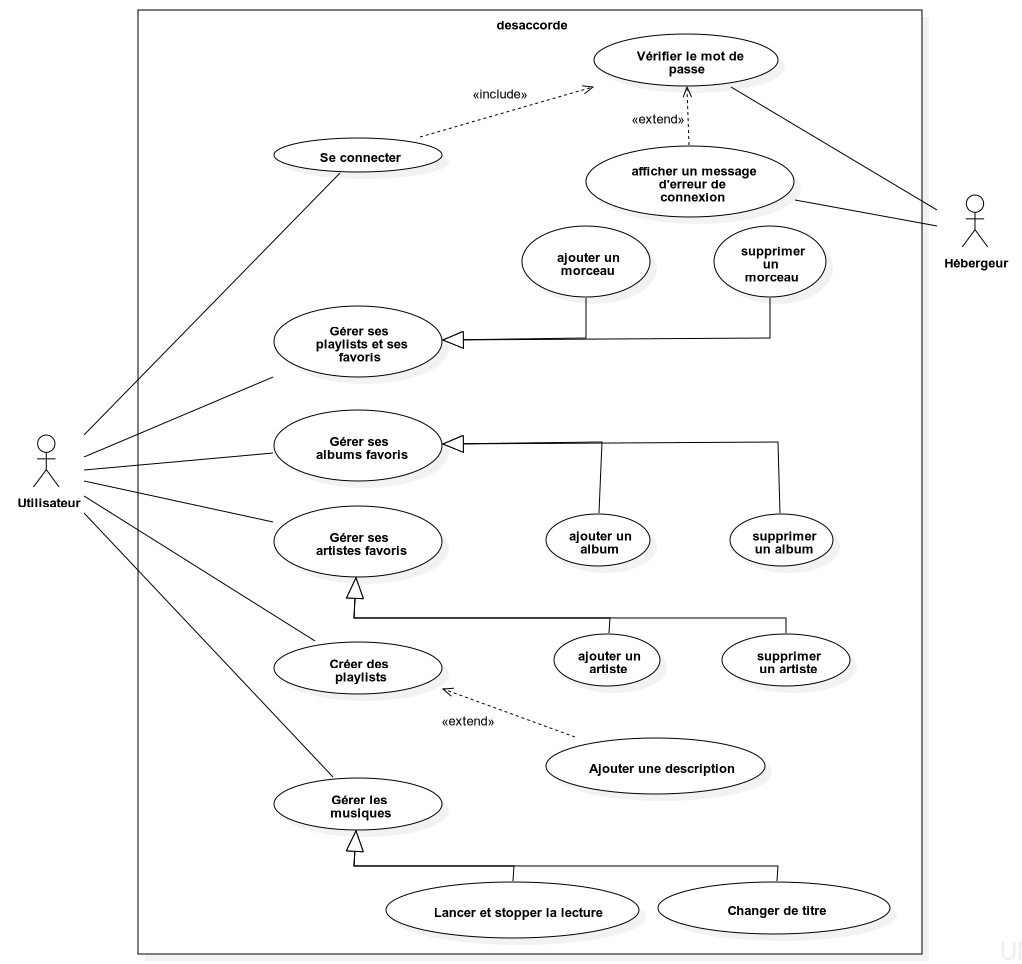 desaccorde
Vérifier le mot de
passe
«include»
«extend»
Se connecter
afficher un message
d'erreur de
connexion
Hébergeur
ajouter un
morceau
supprimer
un
morceau
Gérer ses
playlists et ses
favoris
Gérer ses
albums favoris
Utilisateur
ajouter un
album
supprimer
un album
Gérer ses
artistes favoris
ajouter un
artiste
supprimer
un artiste
Créer des
playlists
«extend»
Ajouter une description
Gérer les
musiques
Lancer et stopper la lecture
Changer de titre